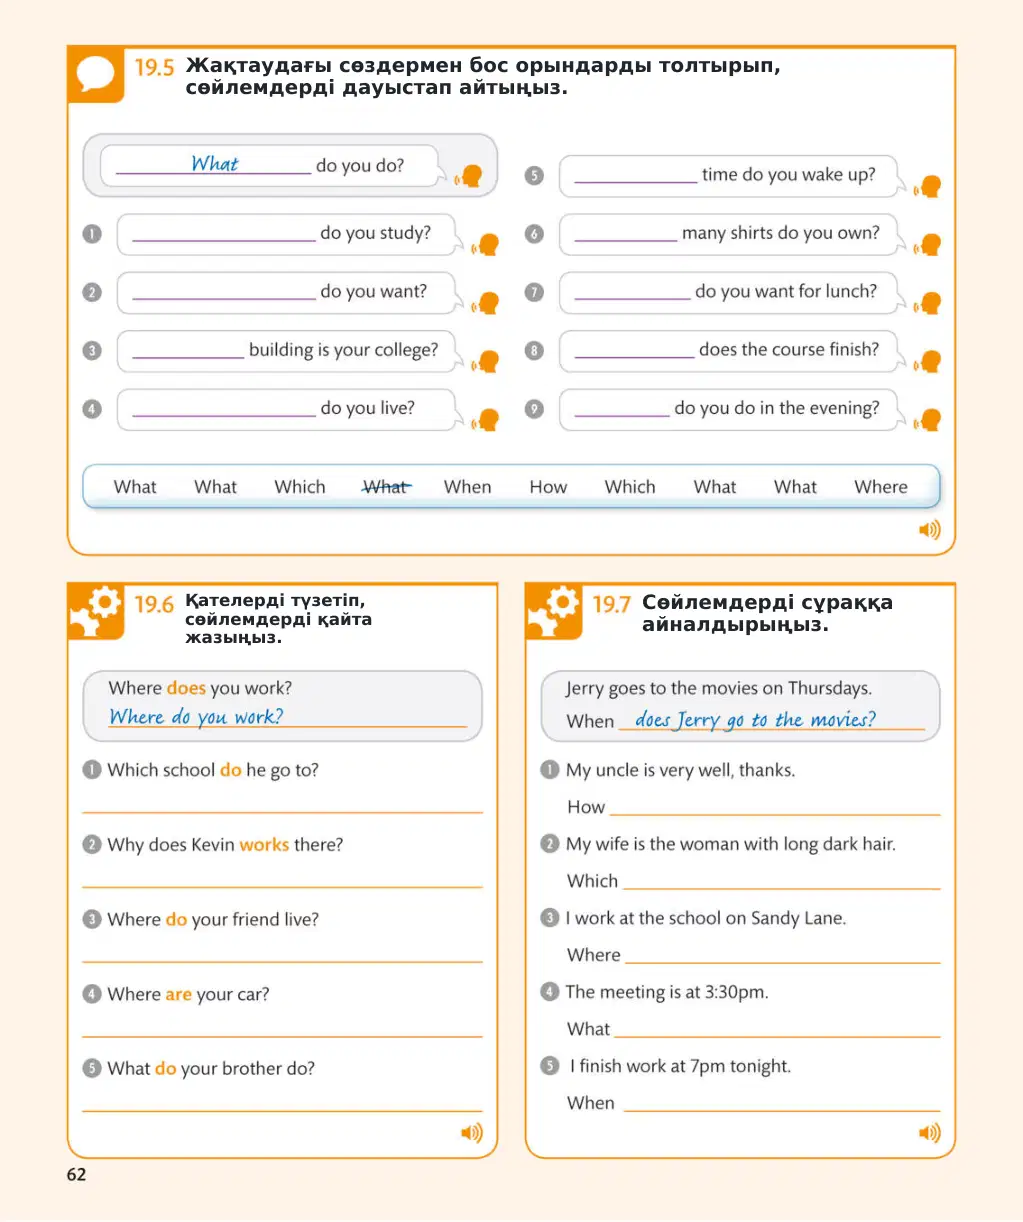 19.5 Жақтаудағы сөздермен бос орындарды толтырып,
сөйлемдерді дауыстап айтыңыз.
What do you do?
1 do you study?
2 do you want?
3 building is your college?
4 do you live?
5 time do you wake up?
6 many shirts do you own?
7 do you want for lunch?
8 does the course finish?
9 do you do in the evening?
What What Which What When How Which What What Where
19.6 Қателерді түзетіп,
сөйлемдерді қайта
жазыңыз.
Where does you work?
Where do you work?
1 Which school do he go to?
2 Why does Kevin works there?
3 Where do your friend live?
4 Where are your car?
5 What do your brother do?
19.7 Сөйлемдерді сұраққа
айналдырыңыз.
Jerry goes to the movies on Thursdays.
When does Jerry go to the movies?
1 My uncle is very well, thanks.
How
2 My wife is the woman with long dark hair.
Which
3 I work at the school on Sandy Lane.
Where
4 The meeting is at 3:30pm.
What
5 I finish work at 7pm tonight.
When
62